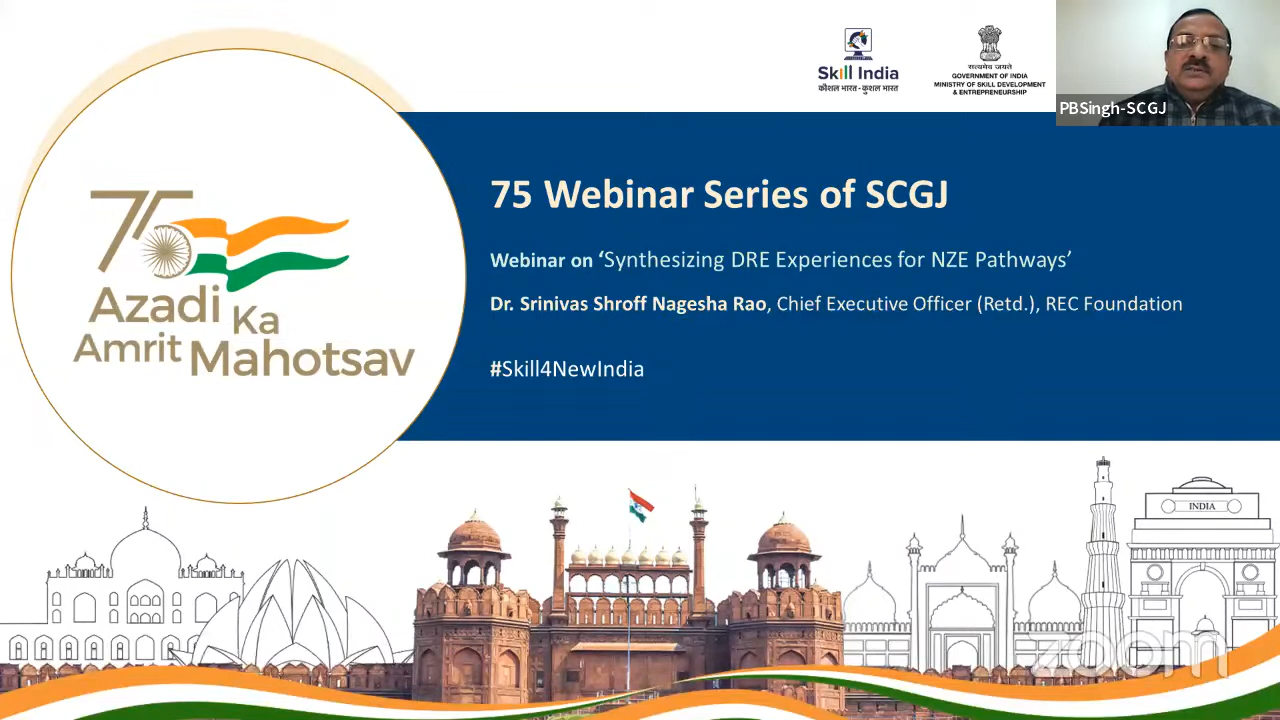 Skill India
कौशल भारत - कुशल भारत
सत्यमेव जयते
GOVERNMENT OF INDIA
MINISTRY OF SKILL DEVELOPMENT
& ENTREPRENEURSHIP
PBSingh-SCGJ
75
Azadi Ka
Amrit Mahotsav
75 Webinar Series of SCGJ
Webinar on ‘Synthesizing DRE Experiences for NZE Pathways’
Dr. Srinivas Shroff Nagesha Rao, Chief Executive Officer (Retd.), REC Foundation
#Skill4NewIndia
INDIA
zoom